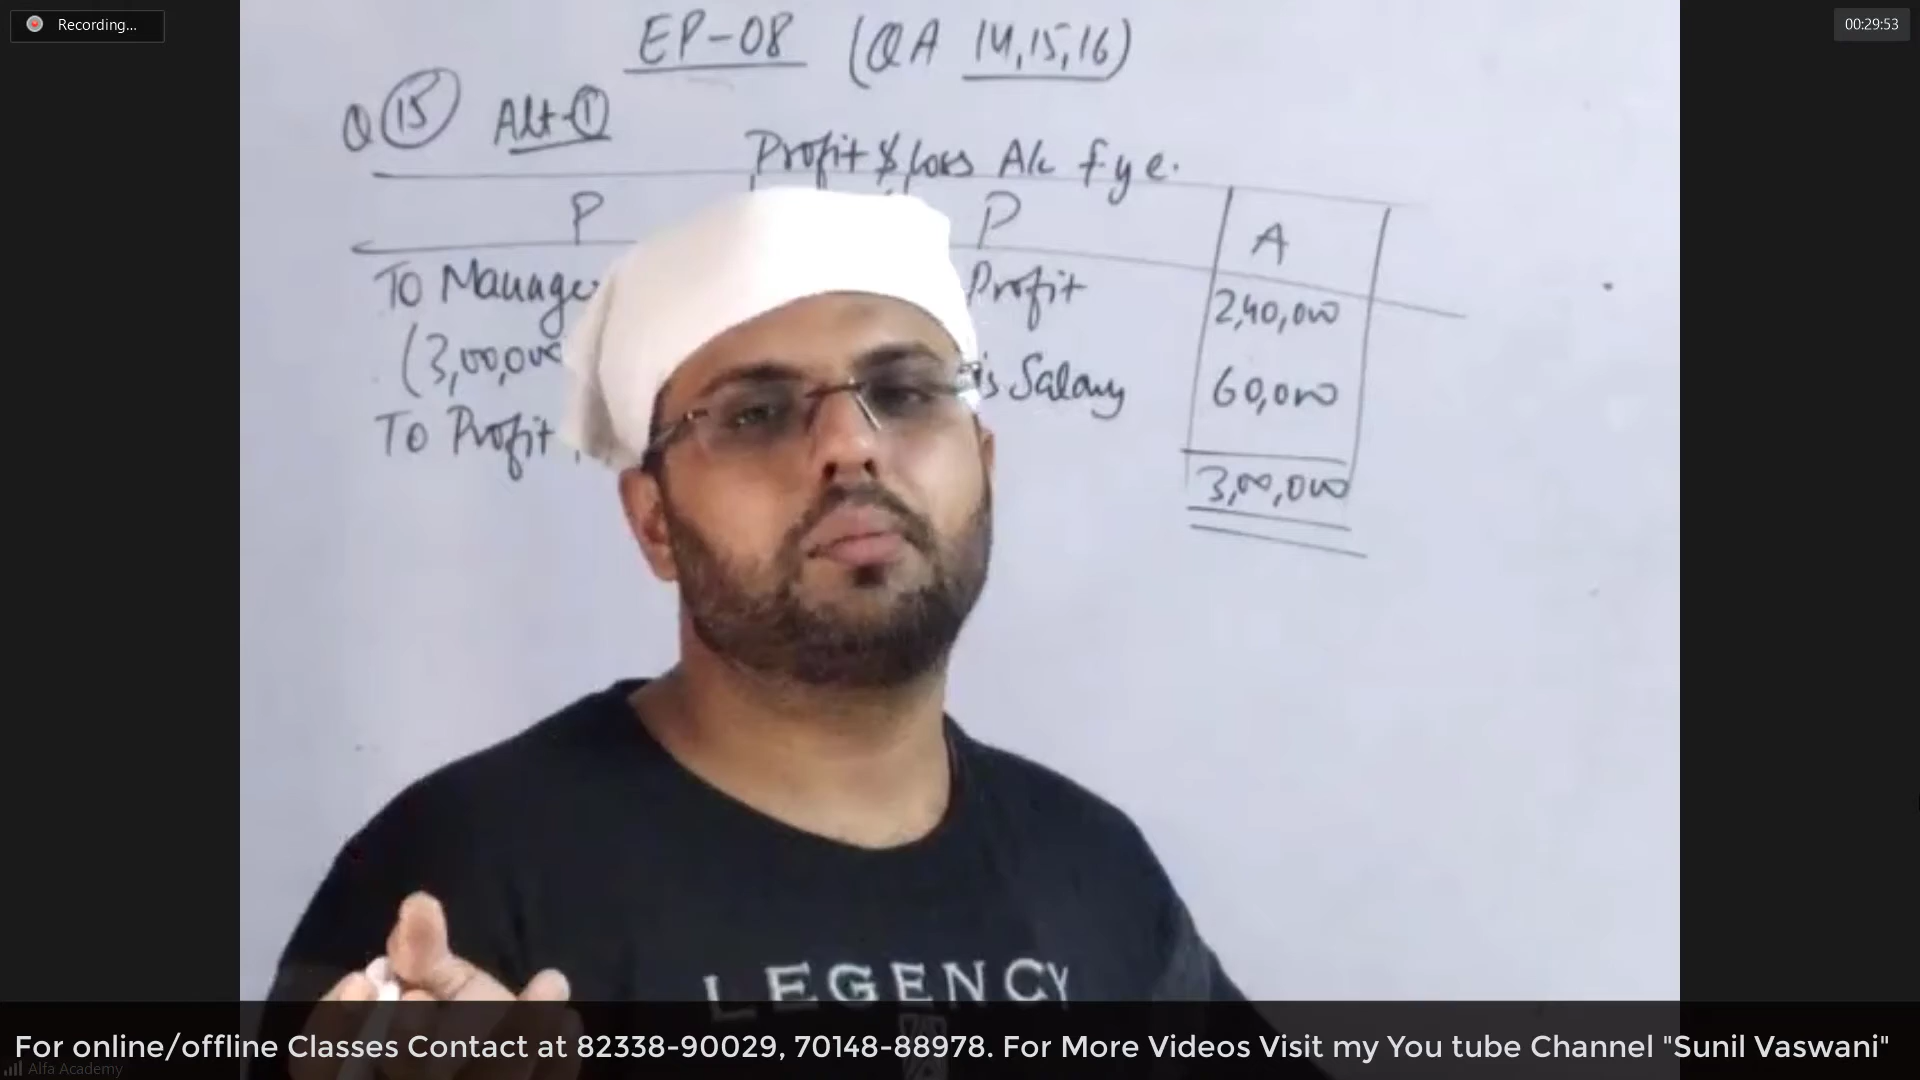 Recording...
00:29:53
EP-08 (QA 14,15,16)
Q 15 Alt-1
Profit & Loss A/c f y e.
P P A
To Manage Profit 2,40,000
(3,00,000 is Salary 60,000
To Profit
3,00,000
LEGENCY
For online/offline Classes Contact at 82338-90029, 70148-88978. For More Videos Visit my You tube Channel "Sunil Vaswani"
Alfa Academy